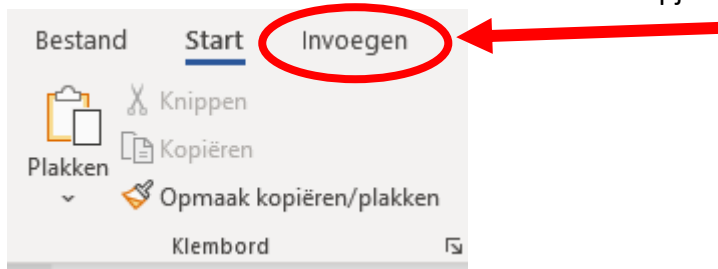 Bestand Start Invoegen
Knippen
Kopiëren
Plakken
Opmaak kopiëren/plakken
Klembord